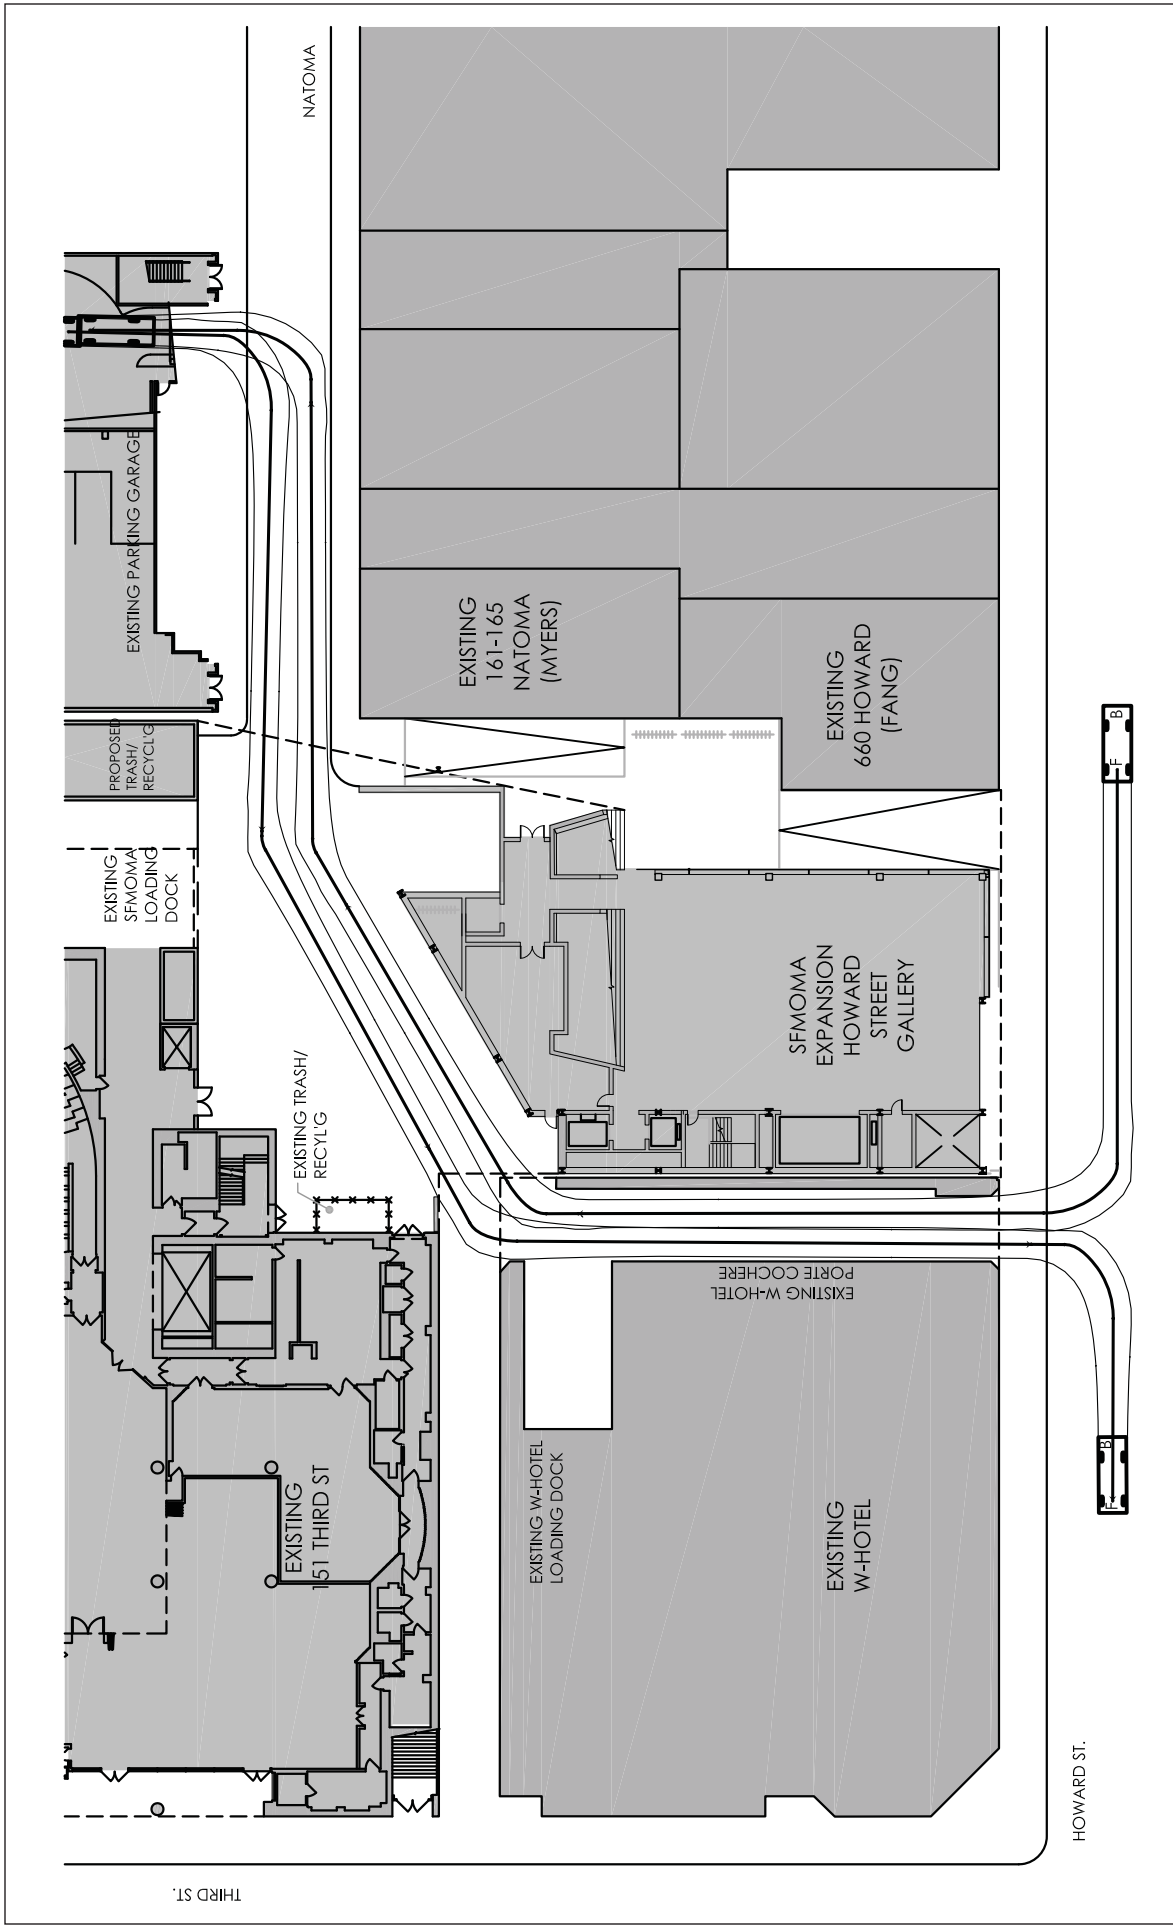 NATOMA
EXISTING PARKING GARAGE
PROPOSED
TRASH/
RECYCL'G
EXISTING
SFMOMA
LOADING
DOCK
EXISTING
161-165
NATOMA
(MYERS)
EXISTING
660 HOWARD
(FANG)
B
F
SFMOMA
EXPANSION
HOWARD
STREET
GALLERY
EXISTING TRASH/
RECYL'G
EXISTING W-HOTEL
PORTE COCHERE
EXISTING
151 THIRD ST
EXISTING W-HOTEL
LOADING DOCK
EXISTING
W-HOTEL
B
F
HOWARD ST.
THIRD ST.